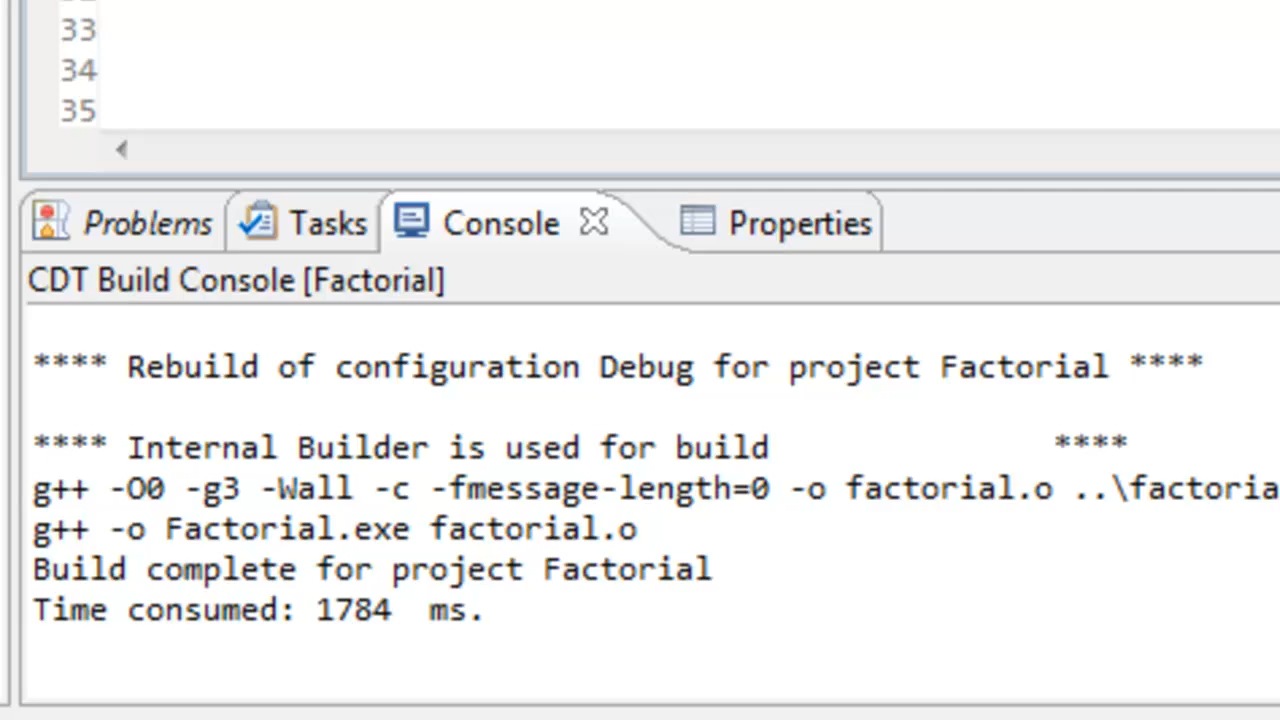 33
34
35
Problems Tasks Console Properties
CDT Build Console [Factorial]
**** Rebuild of configuration Debug for project Factorial ****
**** Internal Builder is used for build ****
g++ -O0 -g3 -Wall -c -fmessage-length=0 -o factorial.o ..\factoria
g++ -o Factorial.exe factorial.o
Build complete for project Factorial
Time consumed: 1784 ms.